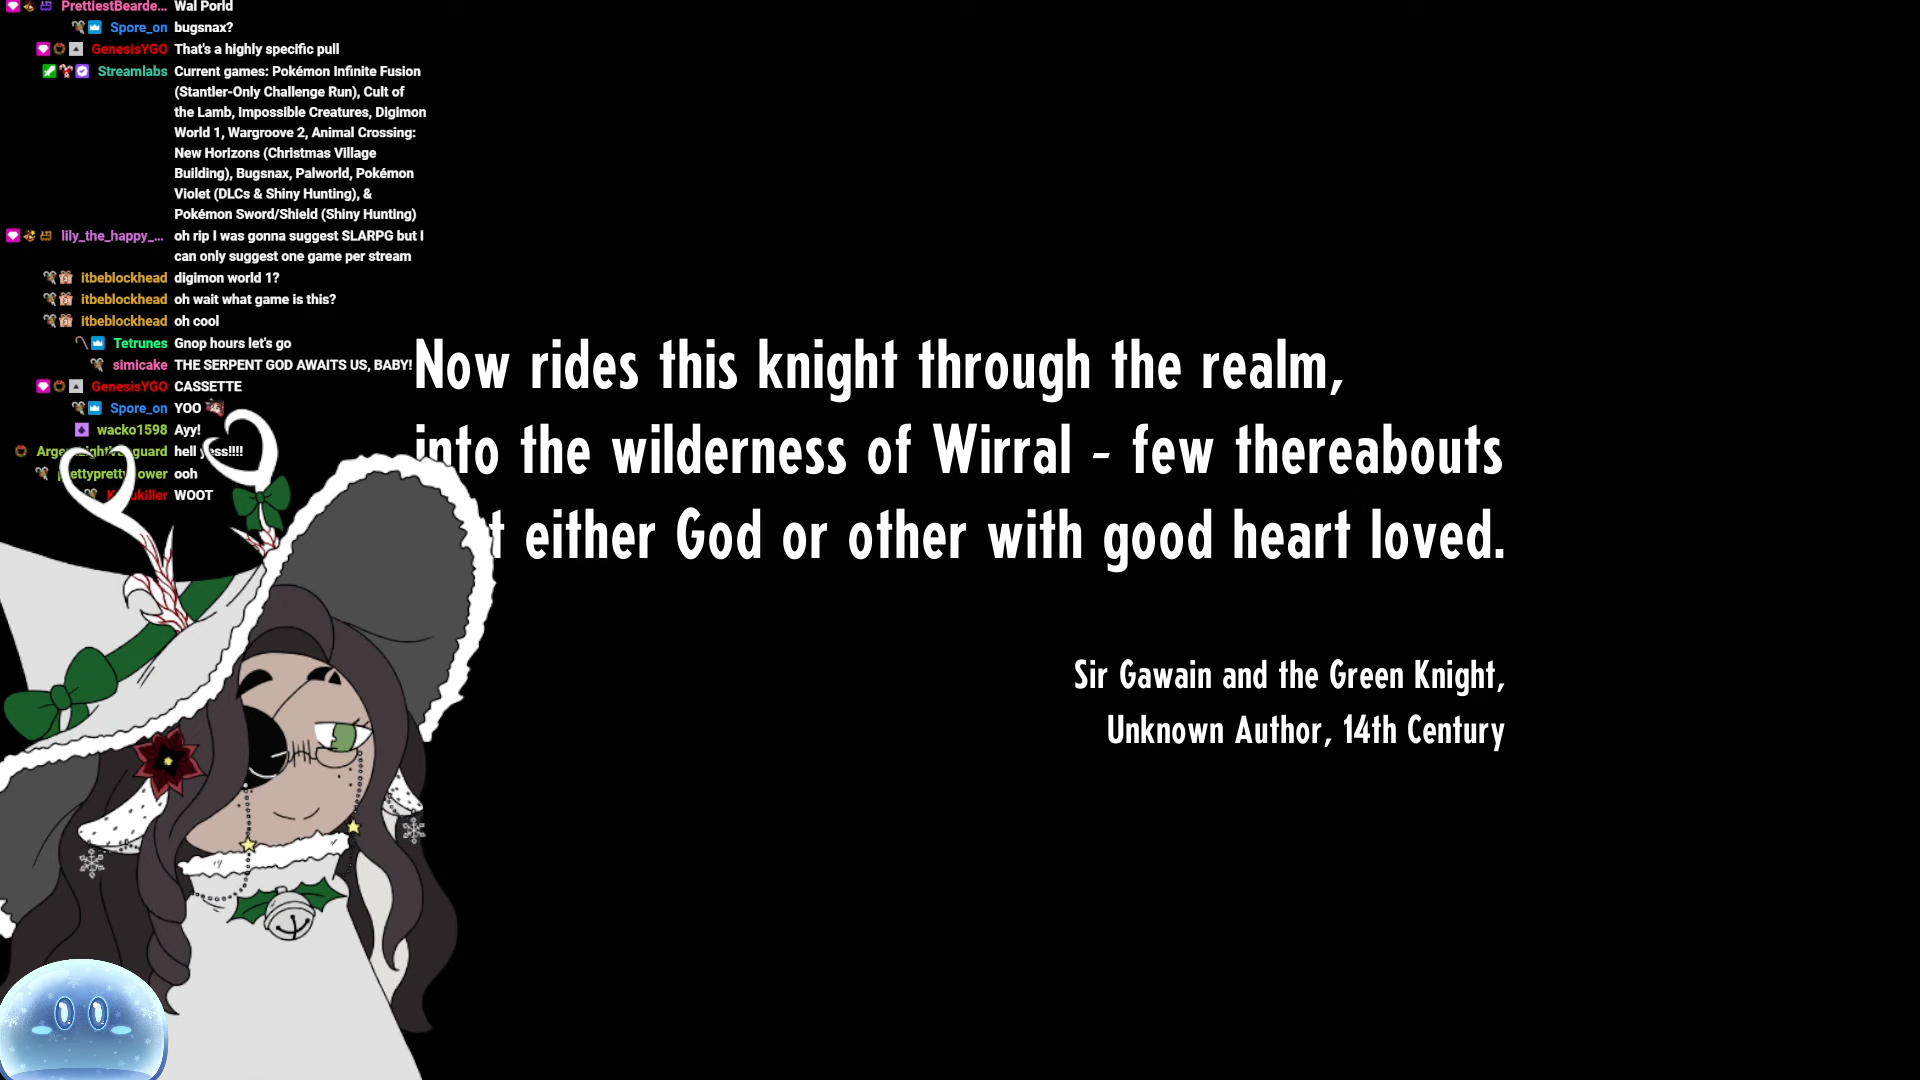 PrettiestBearde... Wal Porld
Spore_on bugsnax?
GenesisYGO That's a highly specific pull
Streamlabs Current games: Pokémon Infinite Fusion
(Stantler-Only Challenge Run), Cult of
the Lamb, Impossible Creatures, Digimon
World 1, Wargroove 2, Animal Crossing:
New Horizons (Christmas Village
Building), Bugsnax, Palworld, Pokémon
Violet (DLCs & Shiny Hunting), &
Pokémon Sword/Shield (Shiny Hunting)
lily_the_happy_... oh rip I was gonna suggest SLARPG but I
can only suggest one game per stream
itbeblockhead digimon world 1?
itbeblockhead oh wait what game is this?
itbeblockhead oh cool
Tetrunes Gnop hours let's go
simicake THE SERPENT GOD AWAITS US, BABY!
GenesisYGO CASSETTE
Spore_on YOO
wacko1598 Ayy!
hell
ooh
WOOT
Now rides this knight through the realm,
into the wilderness of Wirral - few thereabouts
either God or other with good heart loved.
Sir Gawain and the Green Knight,
Unknown Author, 14th Century